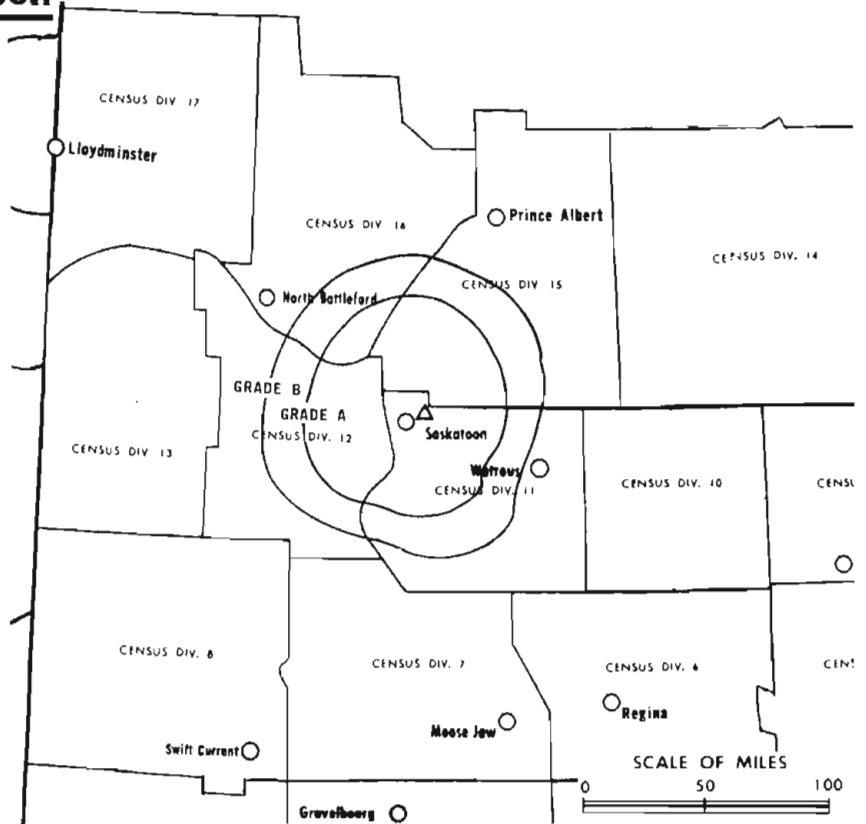 CENSUS DIV 17
Lloydminster
Prince Albert
CENSUS DIV 16
CENSUS DIV. 14
CENSUS DIV 15
North Battleford
GRADE B
GRADE A
CENSUS DIV. 12
Saskatoon
CENSUS DIV 13
Watrous
CENSUS DIV. 11
CENSUS DIV. 10
CENSUS DIV. 8
CENSUS DIV. 7
CENSUS DIV. 6
Regina
Moose Jaw
Swift Current
SCALE OF MILES
0 50 100
Gravelbourg